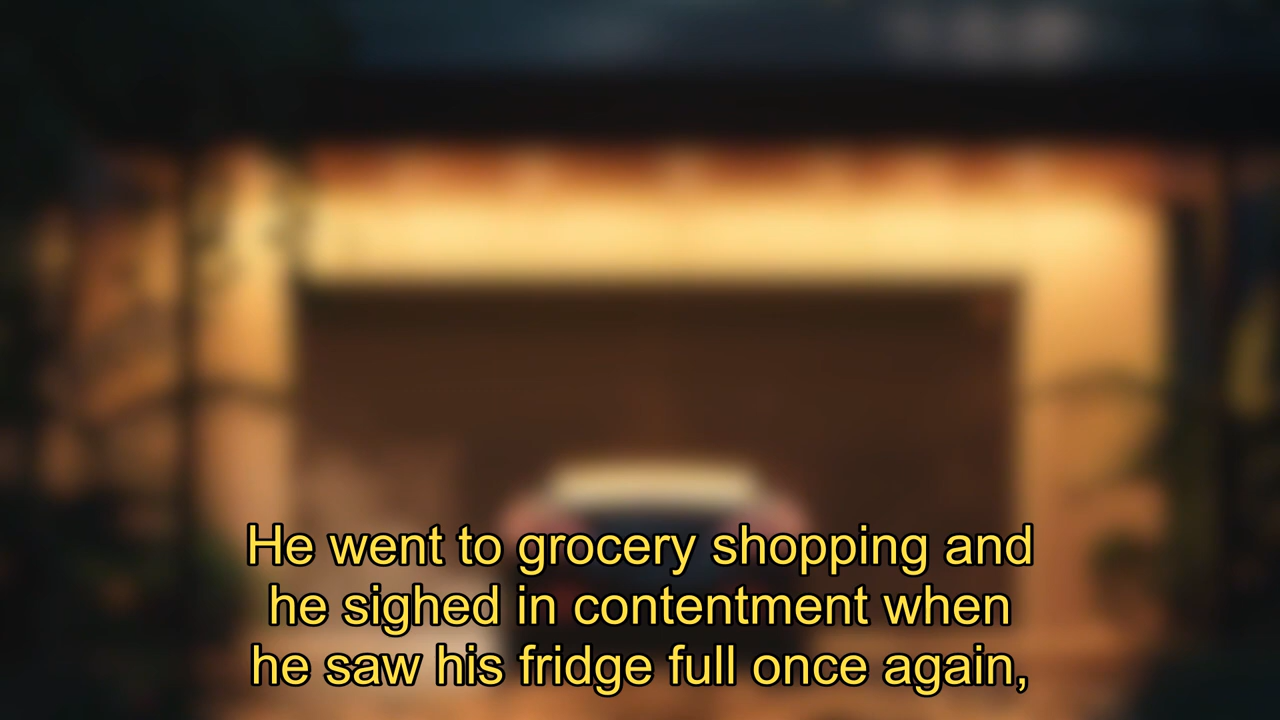 He went to grocery shopping and
he sighed in contentment when
he saw his fridge full once again,